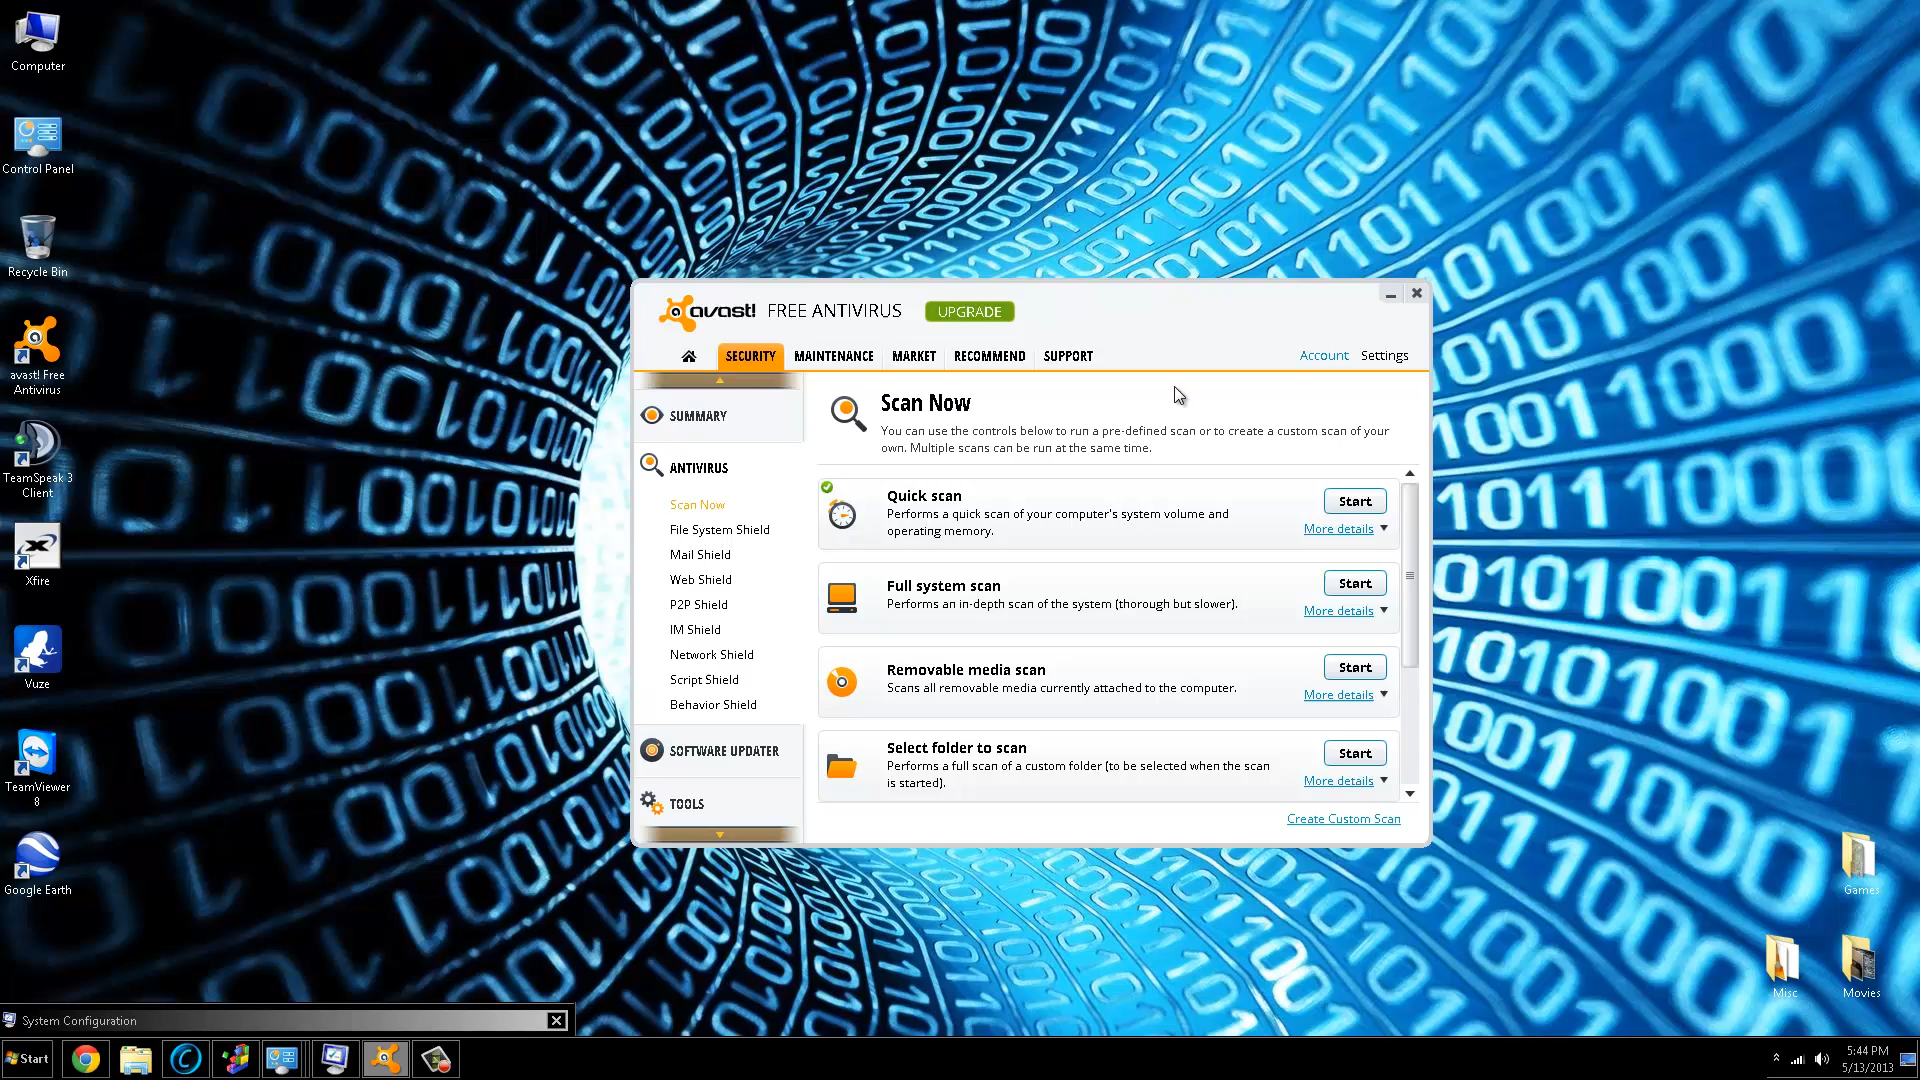 Computer
Control Panel
Recycle Bin
avast! Free
Antivirus
TeamSpeak 3
Client
Xfire
Vuze
TeamViewer
8
Google Earth
avast! FREE ANTIVIRUS UPGRADE
SECURITY MAINTENANCE MARKET RECOMMEND SUPPORT Account Settings
SUMMARY
ANTIVIRUS
Scan Now
File System Shield
Mail Shield
Web Shield
P2P Shield
IM Shield
Network Shield
Script Shield
Behavior Shield
SOFTWARE UPDATER
TOOLS
Scan Now
You can use the controls below to run a pre-defined scan or to create a custom scan of your
own. Multiple scans can be run at the same time.
Quick scan
Performs a quick scan of your computer's system volume and
operating memory.
Start
More details
Full system scan
Performs an in-depth scan of the system (thorough but slower).
Start
More details
Removable media scan
Scans all removable media currently attached to the computer.
Start
More details
Select folder to scan
Performs a full scan of a custom folder (to be selected when the scan
is started).
Start
More details
Create Custom Scan
Games
Misc
Movies
System Configuration
Start
5:44 PM
5/13/2013